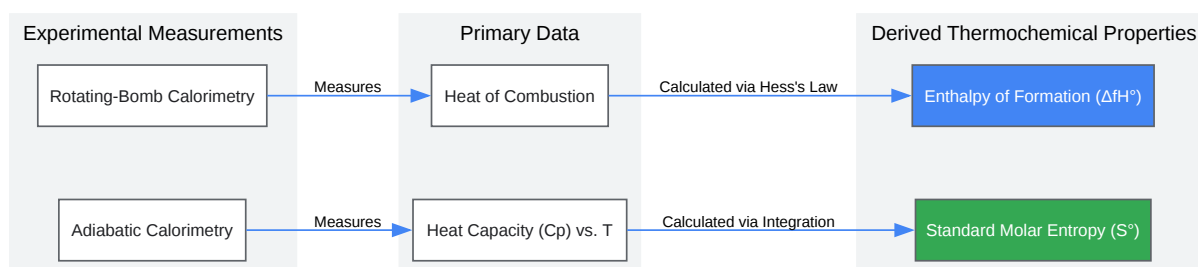 Experimental Measurements
Primary Data
Derived Thermochemical Properties
Rotating-Bomb Calorimetry
Measures
Heat of Combustion
Calculated via Hess's Law
Enthalpy of Formation (ΔfH°)
Adiabatic Calorimetry
Measures
Heat Capacity (Cp) vs. T
Calculated via Integration
Standard Molar Entropy (S°)